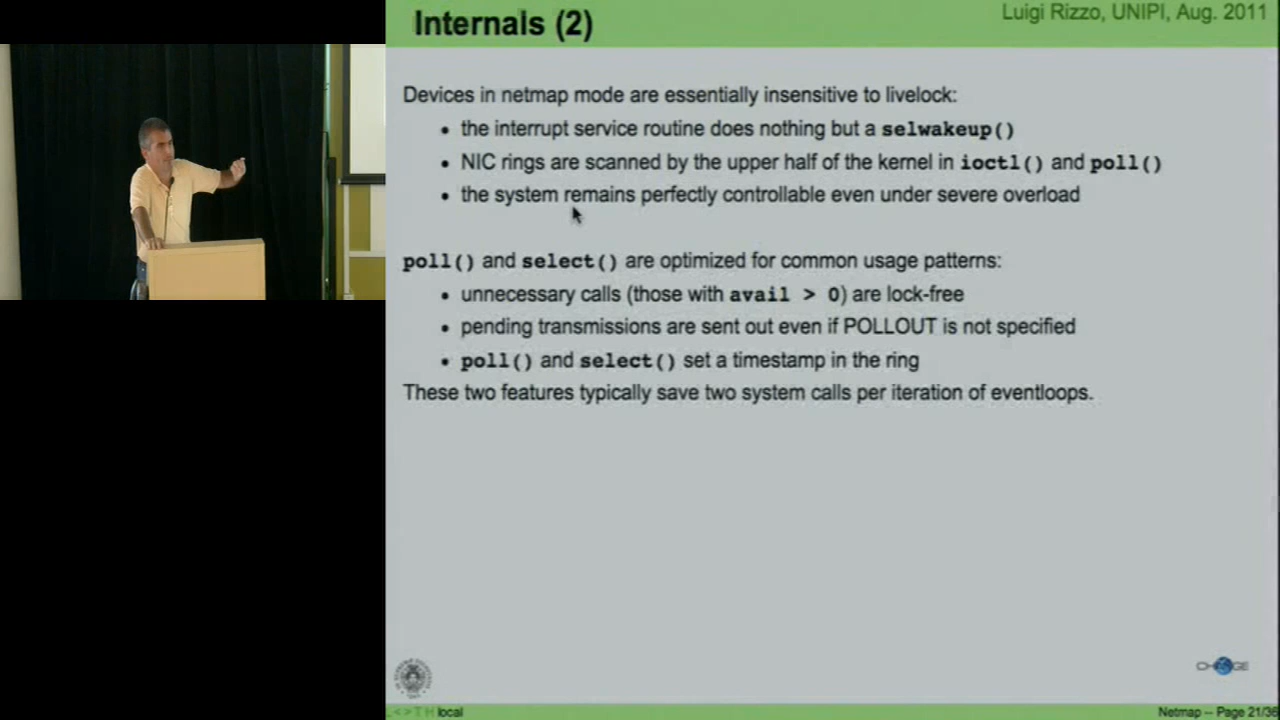 Internals (2)
Luigi Rizzo, UNIPI, Aug. 2011
Devices in netmap mode are essentially insensitive to livelock:
• the interrupt service routine does nothing but a selwakeup()
• NIC rings are scanned by the upper half of the kernel in ioctl() and poll()
• the system remains perfectly controllable even under severe overload
poll() and select() are optimized for common usage patterns:
• unnecessary calls (those with avail > 0) are lock-free
• pending transmissions are sent out even if POLLOUT is not specified
• poll() and select() set a timestamp in the ring
These two features typically save two system calls per iteration of eventloops.
local
Netmap -- Page 21/36